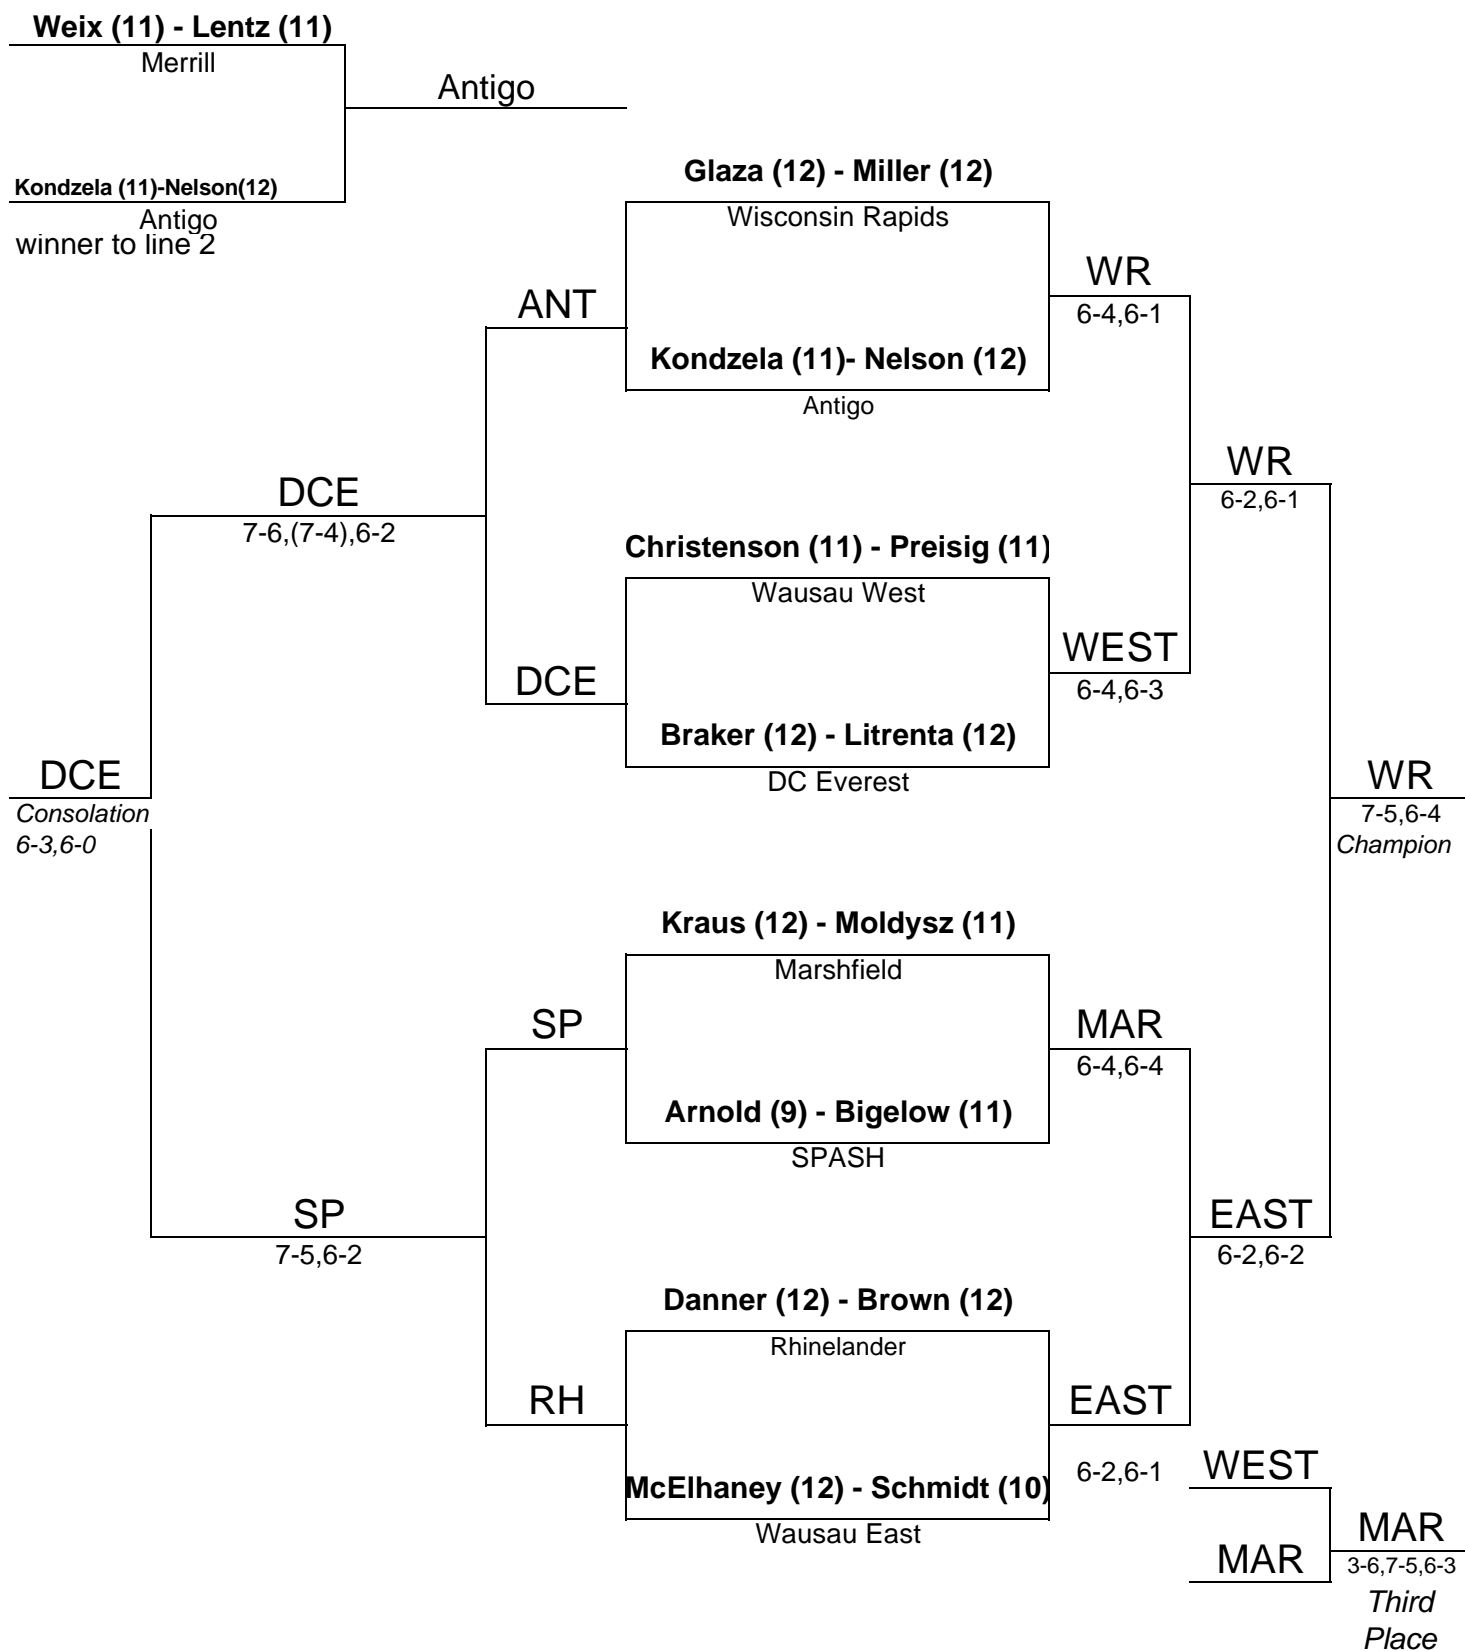 Weix (11) - Lentz (11)
Merrill
Antigo
Kondzela (11)-Nelson(12)
Antigo
winner to line 2
Glaza (12) - Miller (12)
Wisconsin Rapids
WR
6-4,6-1
ANT
Kondzela (11)- Nelson (12)
Antigo
WR
6-2,6-1
DCE
7-6,(7-4),6-2
Christenson (11) - Preisig (11)
Wausau West
WEST
6-4,6-3
DCE
Braker (12) - Litrenta (12)
DC Everest
DCE
Consolation
6-3,6-0
WR
7-5,6-4
Champion
Kraus (12) - Moldysz (11)
Marshfield
SP
MAR
6-4,6-4
Arnold (9) - Bigelow (11)
SPASH
SP
7-5,6-2
EAST
6-2,6-2
Danner (12) - Brown (12)
Rhinelander
RH
EAST
6-2,6-1
McElhaney (12) - Schmidt (10)
Wausau East
WEST
MAR
MAR
3-6,7-5,6-3
Third
Place